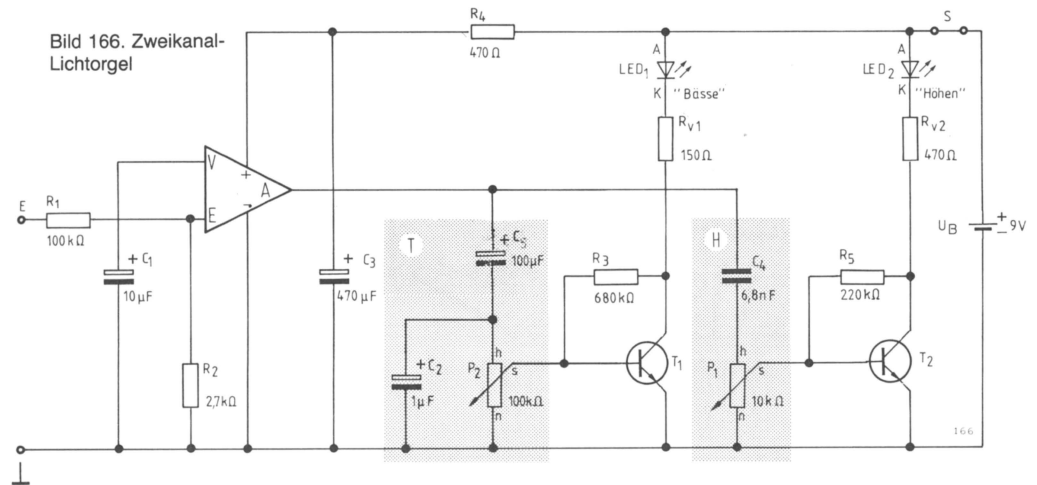 Bild 166. Zweikanal-
Lichtorgel
R4
470 Ω
S
A
LED1
K "Bässe"
Rv1
150 Ω
A
LED2
K "Höhen"
Rv2
470 Ω
UB
+
−
9V
E
R1
100 kΩ
V
+
A
−
E
+ C1
10 µF
R2
2,7 kΩ
+ C3
470 µF
T
+ C5
100 µF
+ C2
1 µF
h
P2
s
100 kΩ
n
R3
680 kΩ
T1
H
C4
6,8 nF
h
P1
s
10 kΩ
n
R5
220 kΩ
T2
166